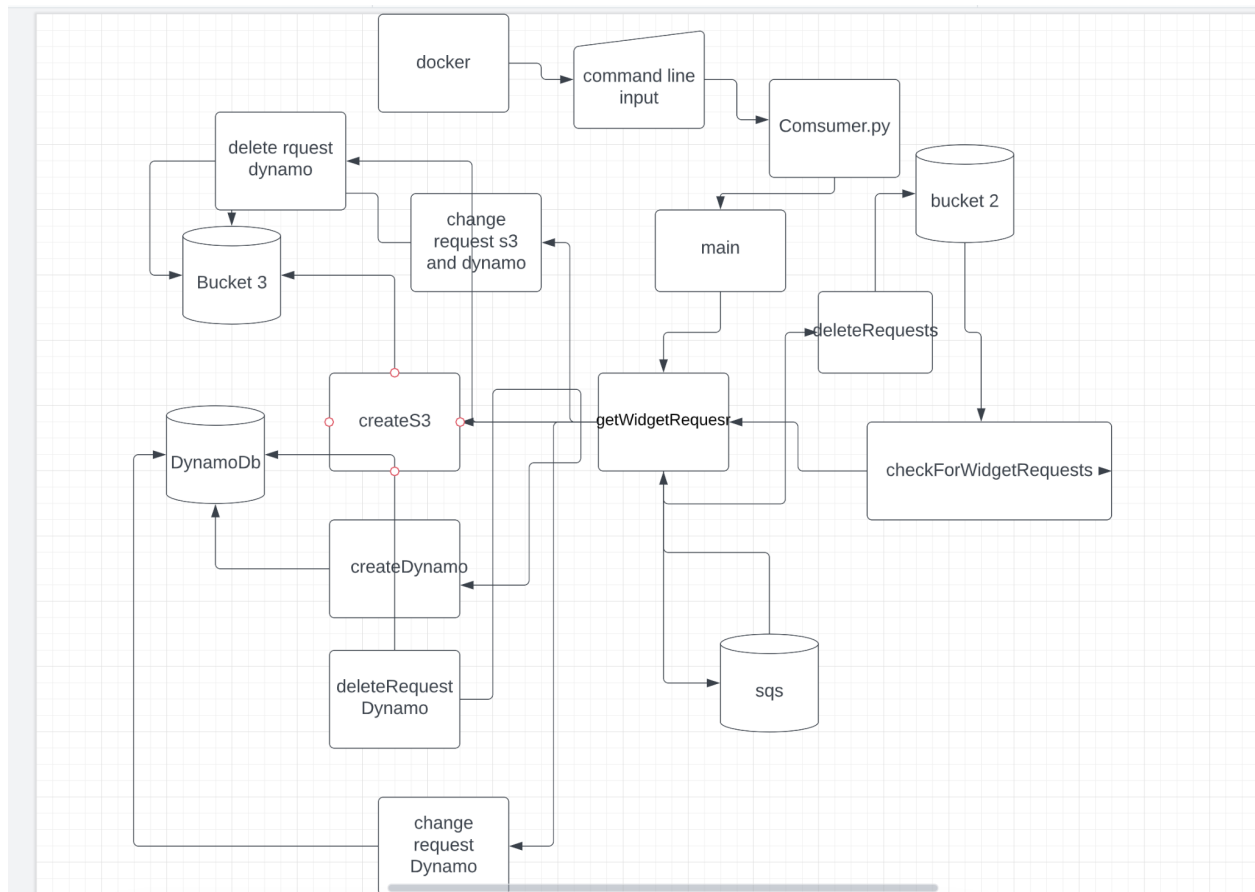 docker
command line
input
Comsumer.py
delete rquest
dynamo
bucket 2
change
request s3
and dynamo
main
Bucket 3
deleteRequests
createS3
getWidgetRequesr
DynamoDb
checkForWidgetRequests
createDynamo
deleteRequest
Dynamo
sqs
change
request
Dynamo